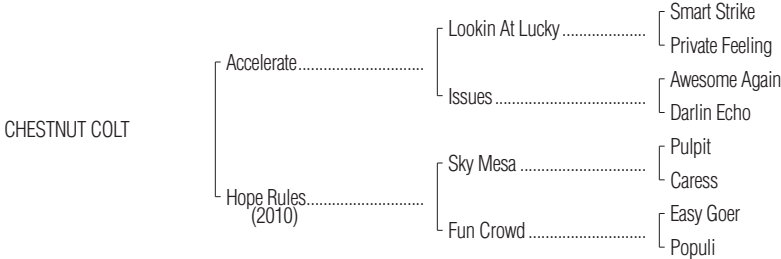 Smart Strike
Lookin At Lucky
Private Feeling
Accelerate
Awesome Again
Issues
Darlin Echo
CHESTNUT COLT
Pulpit
Sky Mesa
Caress
Hope Rules
(2010)
Easy Goer
Fun Crowd
Populi